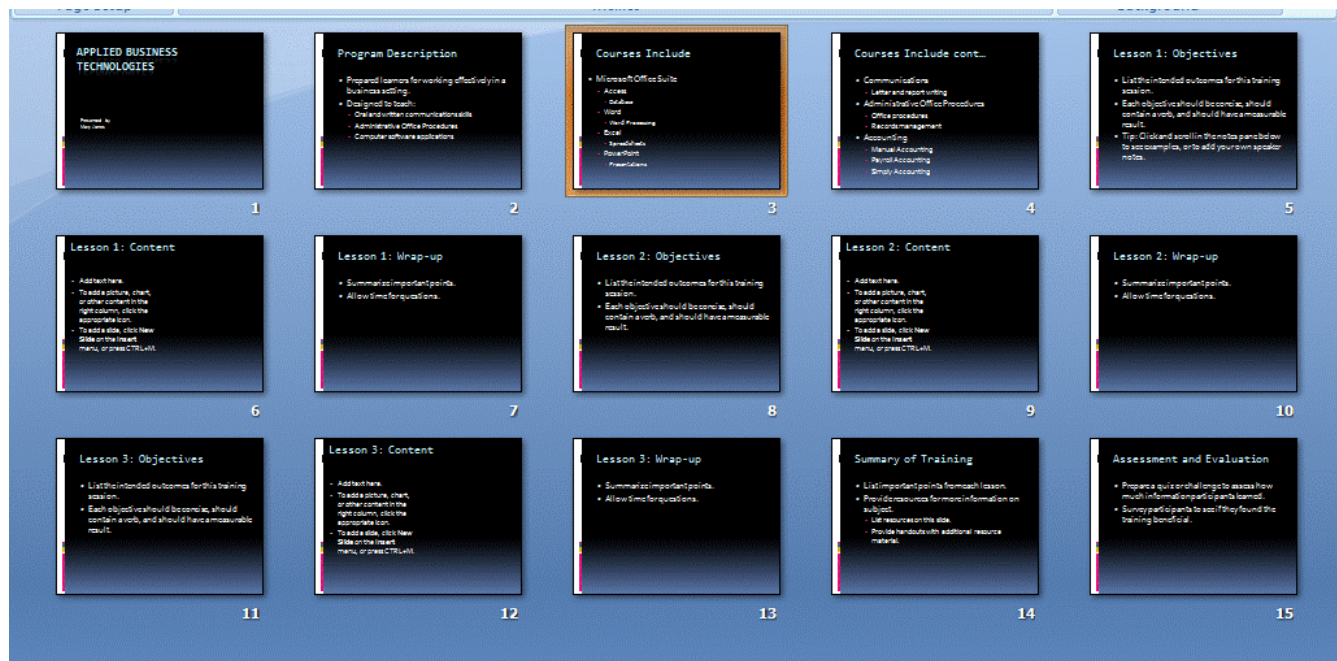 Page Setup
Themes
Background
APPLIED BUSINESS
TECHNOLOGIES
Presented by
Mary James
1
Program Description
Prepared learners for working effectively in a
business setting.
Designed to teach:
Oral and written communication skills
Administrative Office Procedures
Computer software applications
2
Courses Include
Microsoft Office Suite
Access
Database
Word
Word Processing
Excel
Spreadsheets
PowerPoint
Presentations
3
Courses Include cont…
Communications
Letter and report writing
Administrative Office Procedures
Office procedures
Records management
Accounting
Manual Accounting
Payroll Accounting
Simply Accounting
4
Lesson 1: Objectives
List the intended outcomes for this training
session.
Each objective should be concise, should
contain a verb, and should have a measurable
result.
Tip: Click and scroll in the notes pane below
to see examples, or to add your own speaker
notes.
5
Lesson 1: Content
Add text here.
To add a picture, chart,
or other content in the
right column, click the
appropriate icon.
To add a slide, click New
Slide on the Insert
menu, or press CTRL+M.
6
Lesson 1: Wrap-up
Summarize important points.
Allow time for questions.
7
Lesson 2: Objectives
List the intended outcomes for this training
session.
Each objective should be concise, should
contain a verb, and should have a measurable
result.
8
Lesson 2: Content
Add text here.
To add a picture, chart,
or other content in the
right column, click the
appropriate icon.
To add a slide, click New
Slide on the Insert
menu, or press CTRL+M.
9
Lesson 2: Wrap-up
Summarize important points.
Allow time for questions.
10
Lesson 3: Objectives
List the intended outcomes for this training
session.
Each objective should be concise, should
contain a verb, and should have a measurable
result.
11
Lesson 3: Content
Add text here.
To add a picture, chart,
or other content in the
right column, click the
appropriate icon.
To add a slide, click New
Slide on the Insert
menu, or press CTRL+M.
12
Lesson 3: Wrap-up
Summarize important points.
Allow time for questions.
13
Summary of Training
List important points from each lesson.
Provide resources for more information on
subject.
List resources on this slide.
Provide handouts with additional resource
material.
14
Assessment and Evaluation
Prepare a quiz or challenge to assess how
much information participants learned.
Survey participants to see if they found the
training beneficial.
15